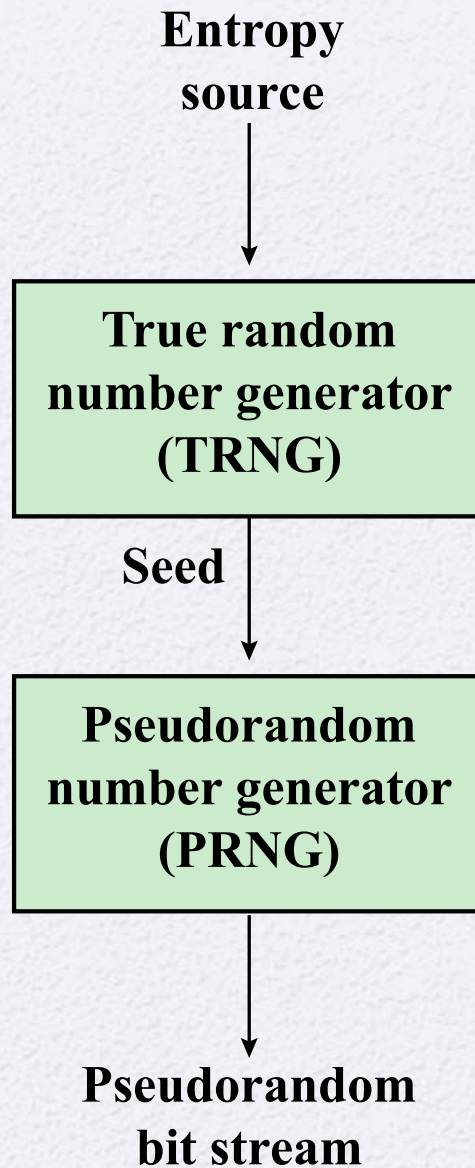 Entropy
source
True random
number generator
(TRNG)
Seed
Pseudorandom
number generator
(PRNG)
Pseudorandom
bit stream